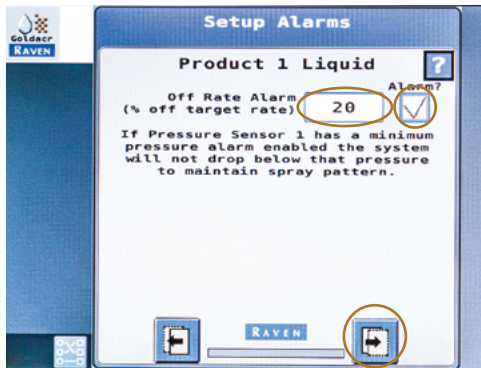 Setup Alarms
Goldacr
RAVEN
Product 1 Liquid
?
Alarm?
Off Rate Alarm
(% off target rate)
20
If Pressure Sensor 1 has a minimum
pressure alarm enabled the system
will not drop below that pressure
to maintain spray pattern.
RAVEN